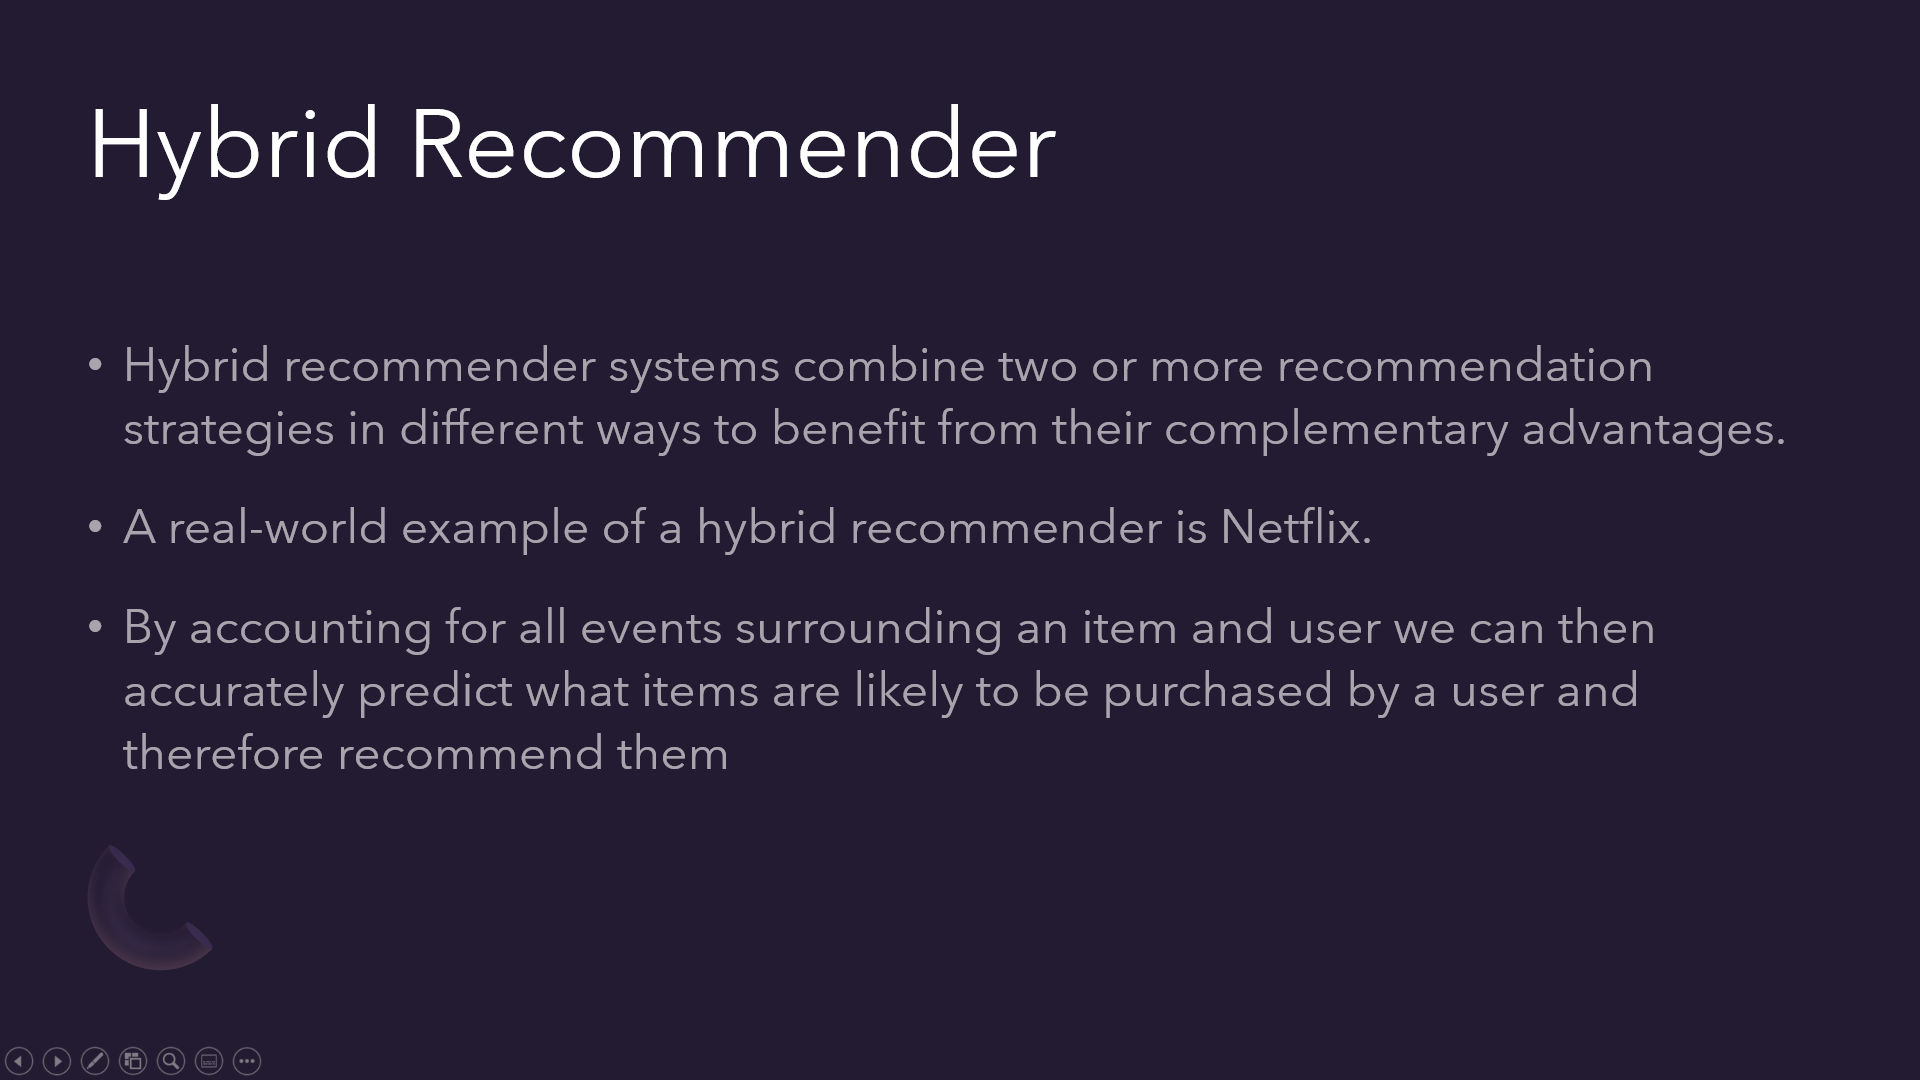 Hybrid Recommender
• Hybrid recommender systems combine two or more recommendation
strategies in different ways to benefit from their complementary advantages.
• A real-world example of a hybrid recommender is Netflix.
• By accounting for all events surrounding an item and user we can then
accurately predict what items are likely to be purchased by a user and
therefore recommend them